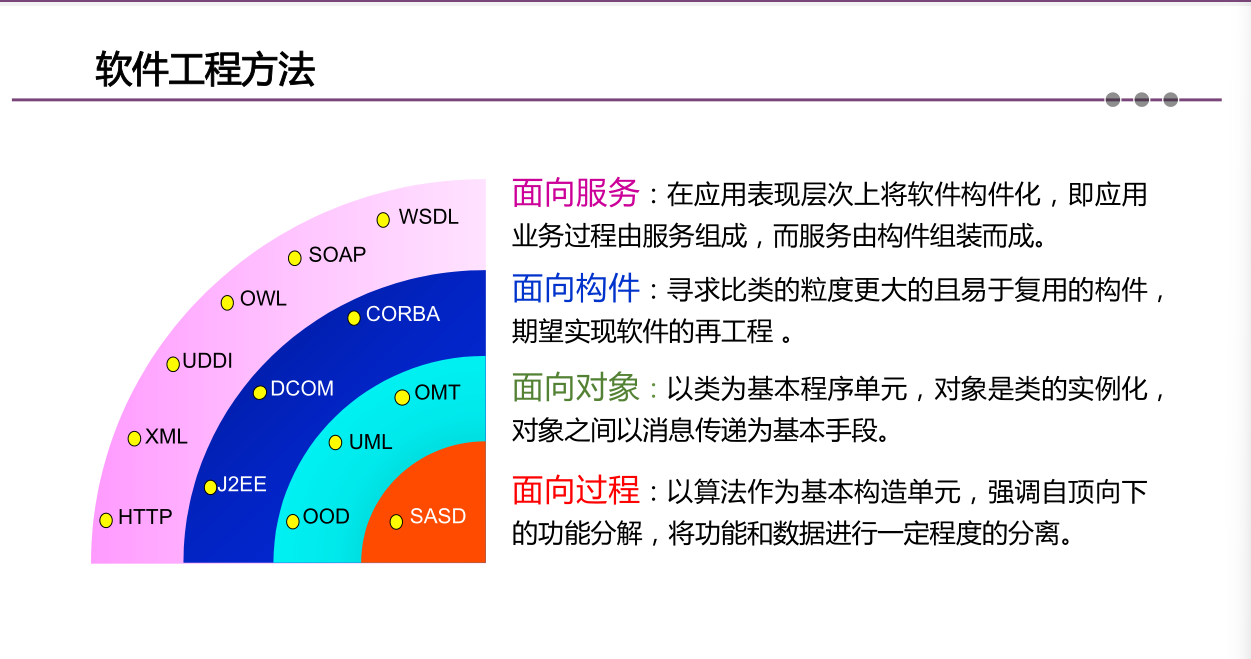 软件工程方法
WSDL
SOAP
OWL
UDDI
XML
HTTP
CORBA
DCOM
J2EE
OMT
UML
OOD
SASD
面向服务：在应用表现层次上将软件构件化，即应用
业务过程由服务组成，而服务由构件组装而成。
面向构件：寻求比类的粒度更大的且易于复用的构件，
期望实现软件的再工程 。
面向对象：以类为基本程序单元，对象是类的实例化，
对象之间以消息传递为基本手段。
面向过程：以算法作为基本构造单元，强调自顶向下
的功能分解，将功能和数据进行一定程度的分离。